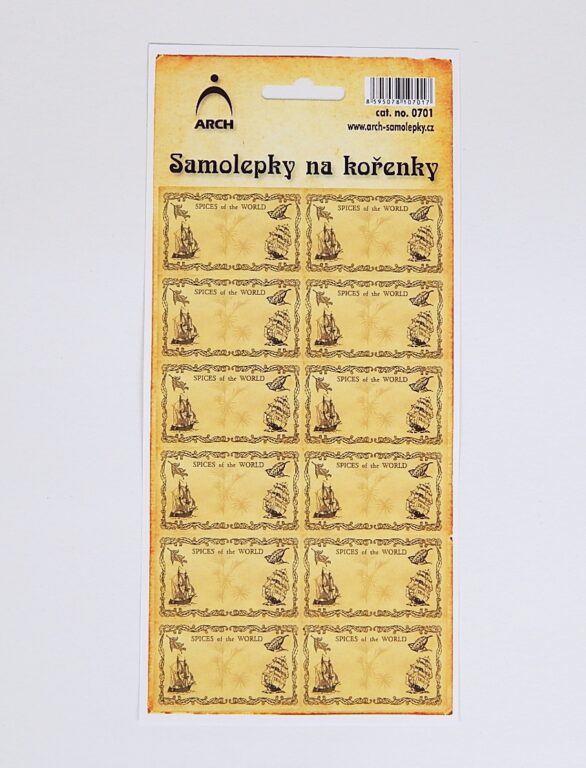 ARCH
8 595078 107017
cat. no. 0701
www.arch-samolepky.cz
Samolepky na kořenky
SPICES of the WORLD
SPICES of the WORLD
SPICES of the WORLD
SPICES of the WORLD
SPICES of the WORLD
SPICES of the WORLD
SPICES of the WORLD
SPICES of the WORLD
SPICES of the WORLD
SPICES of the WORLD
SPICES of the WORLD
SPICES of the WORLD